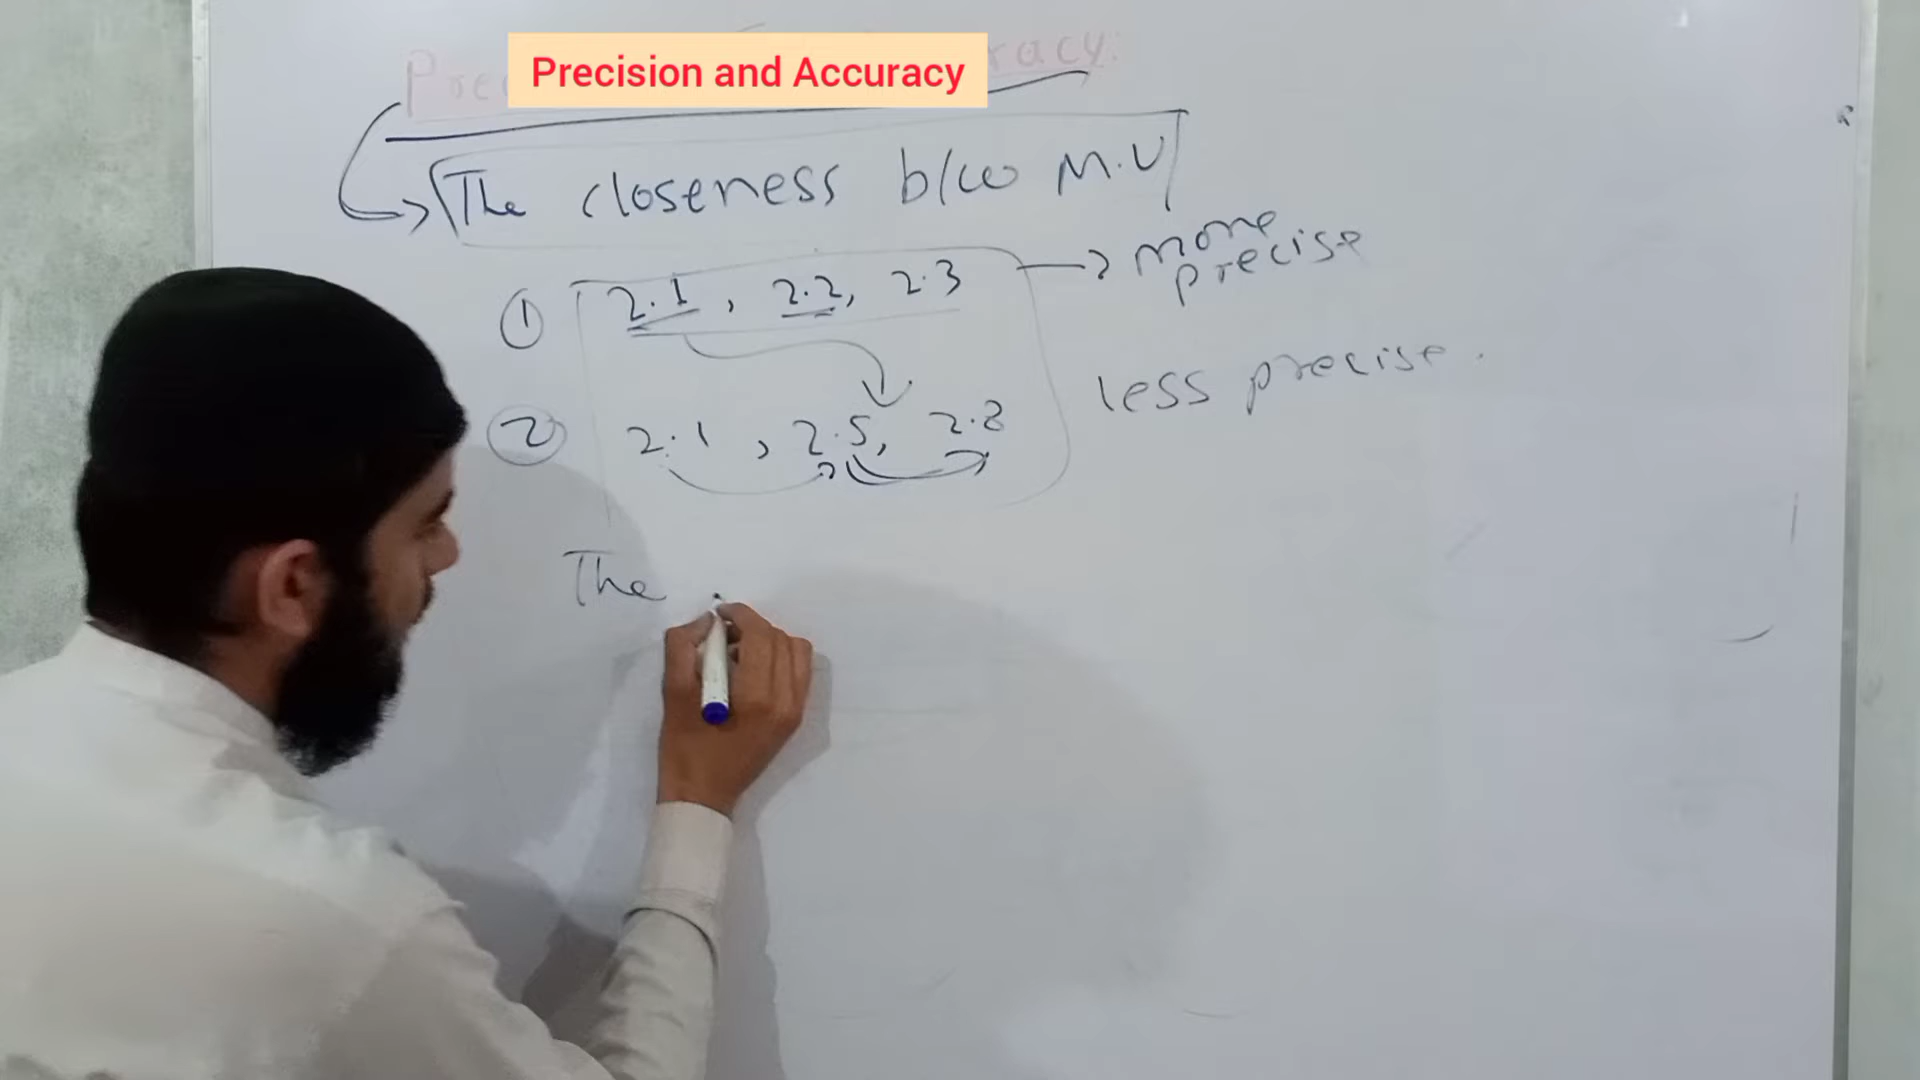 Precision and Accuracy
The closeness b/w M.V
① 2.1, 2.2, 2.3 → more precise
② 2.1, 2.5, 2.8 less precise.
The